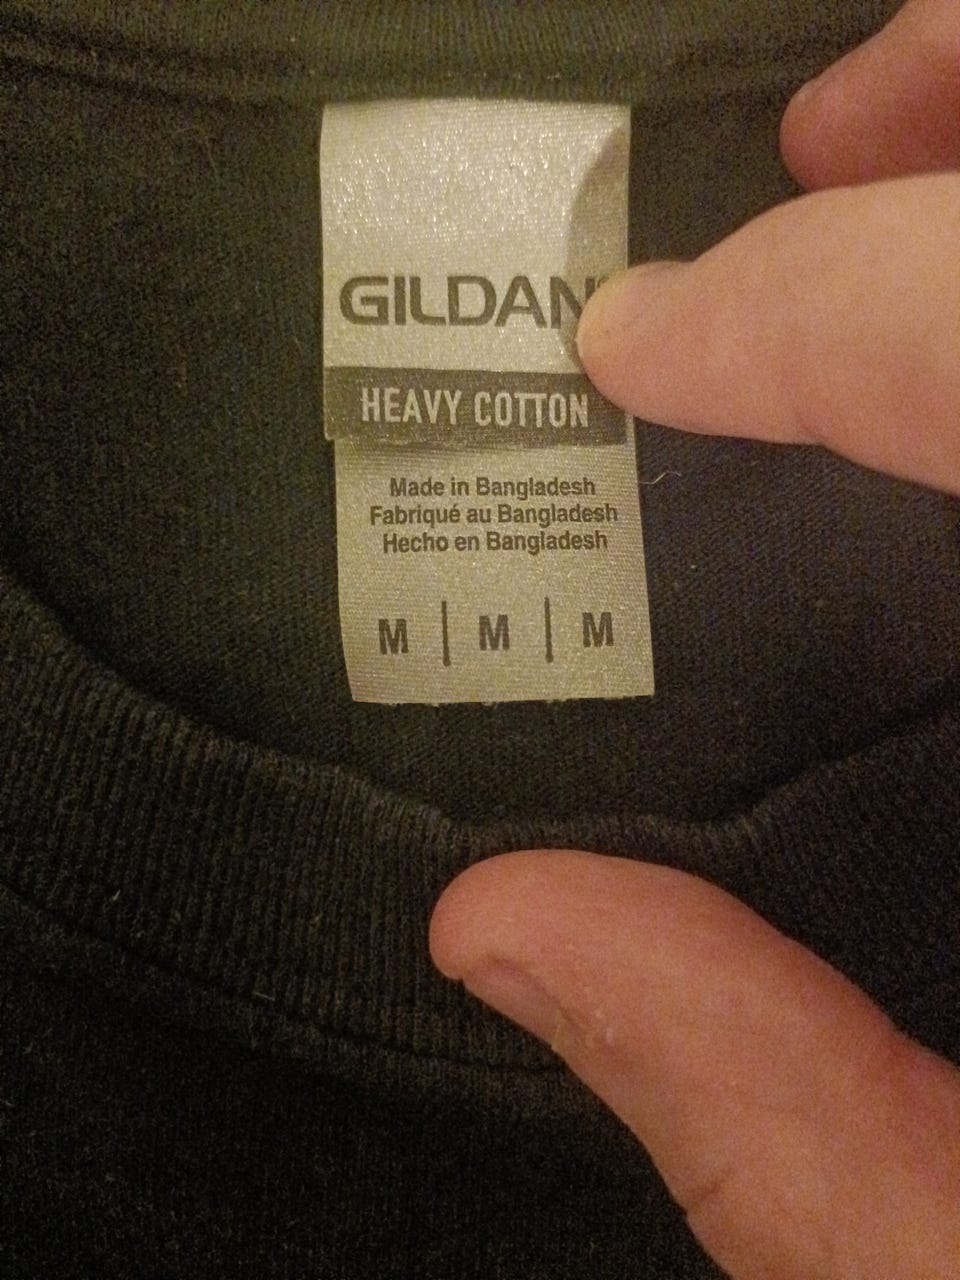 GILDAN
HEAVY COTTON
Made in Bangladesh
Fabriqué au Bangladesh
Hecho en Bangladesh
M | M | M